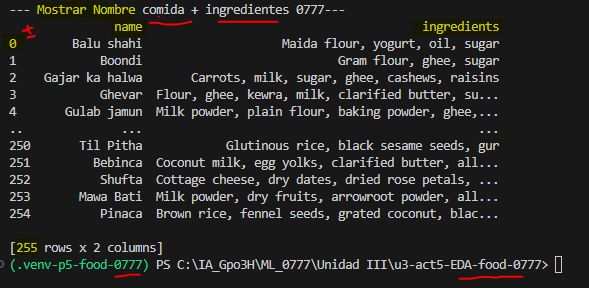 --- Mostrar Nombre comida + ingredientes 0777---
name ingredients
0 Balu shahi Maida flour, yogurt, oil, sugar
1 Boondi Gram flour, ghee, sugar
2 Gajar ka halwa Carrots, milk, sugar, ghee, cashews, raisins
3 Ghevar Flour, ghee, kewra, milk, clarified butter, su...
4 Gulab jamun Milk powder, plain flour, baking powder, ghee,...
.. ... ...
250 Til Pitha Glutinous rice, black sesame seeds, gur
251 Bebinca Coconut milk, egg yolks, clarified butter, all...
252 Shufta Cottage cheese, dry dates, dried rose petals, ...
253 Mawa Bati Milk powder, dry fruits, arrowroot powder, all...
254 Pinaca Brown rice, fennel seeds, grated coconut, blac...
[255 rows x 2 columns]
(.venv-p5-food-0777) PS C:\IA_Gpo3H\ML_0777\Unidad III\u3-act5-EDA-food-0777>